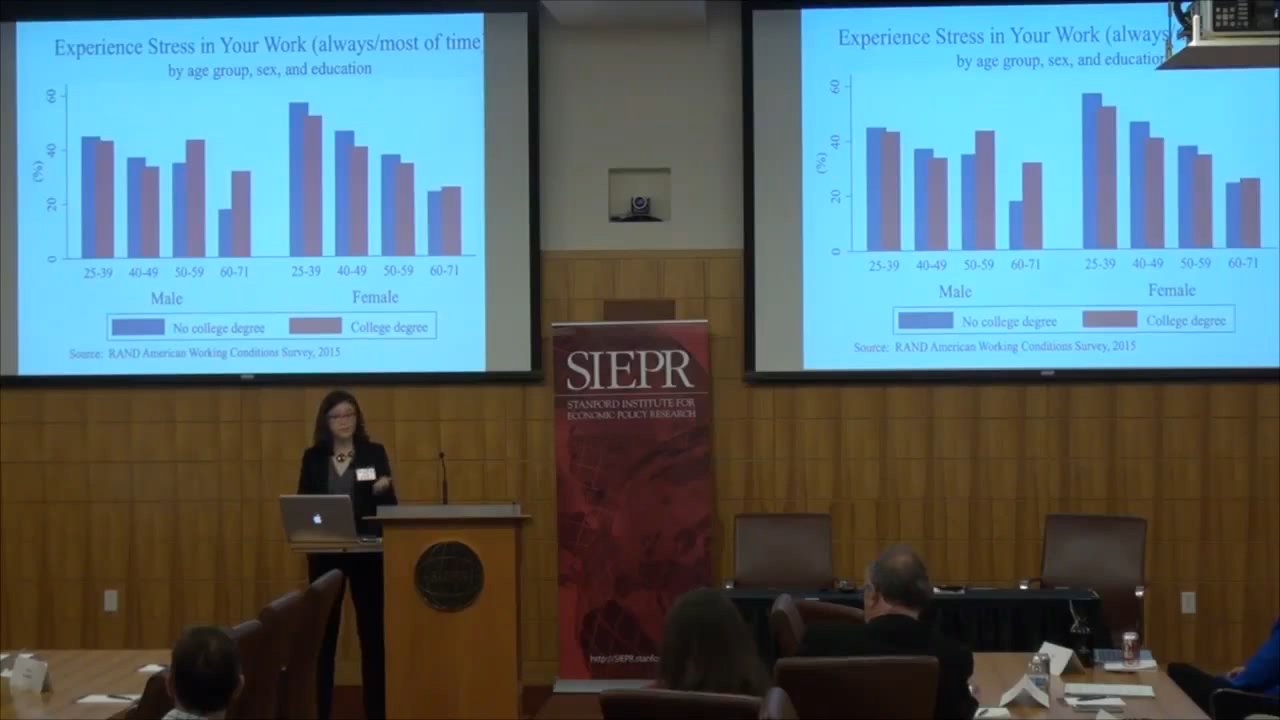 Experience Stress in Your Work (always/most of time
by age group, sex, and education
60
40
20
0
(%)
25-39 40-49 50-59 60-71 25-39 40-49 50-59 60-71
Male Female
No college degree College degree
Source: RAND American Working Conditions Survey, 2015
Experience Stress in Your Work (always
by age group, sex, and education
60
40
20
0
(%)
25-39 40-49 50-59 60-71 25-39 40-49 50-59 60-71
Male Female
No college degree College degree
Source: RAND American Working Conditions Survey, 2015
SIEPR
STANFORD INSTITUTE FOR
ECONOMIC POLICY RESEARCH
http://SIEPR.stanfo